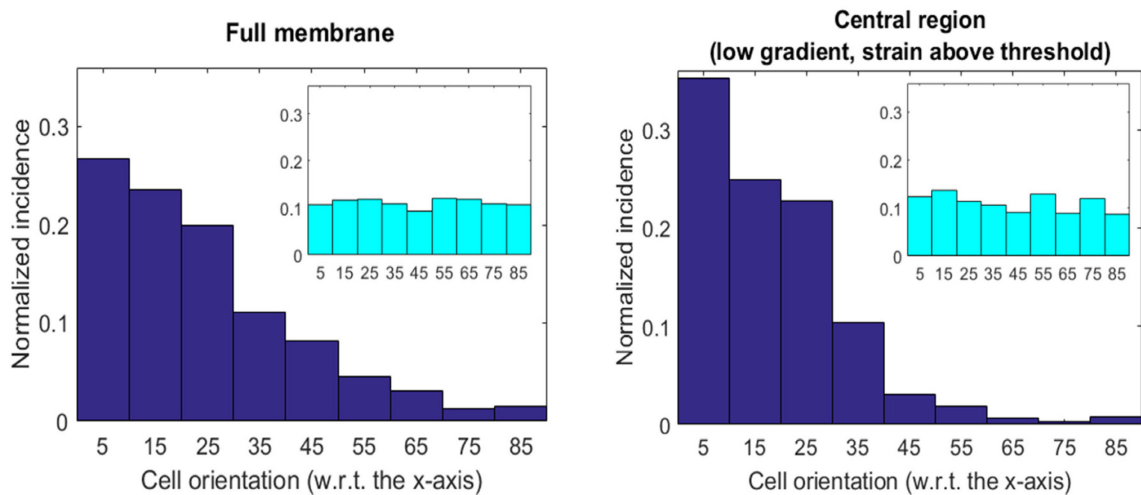 Full membrane
Normalized incidence
0.3
0.2
0.1
0
5 15 25 35 45 55 65 75 85
Cell orientation (w.r.t. the x-axis)
0.3
0.2
0.1
0
5 15 25 35 45 55 65 75 85
Central region
(low gradient, strain above threshold)
Normalized incidence
0.3
0.2
0.1
0
5 15 25 35 45 55 65 75 85
Cell orientation (w.r.t. the x-axis)
0.3
0.2
0.1
0
5 15 25 35 45 55 65 75 85